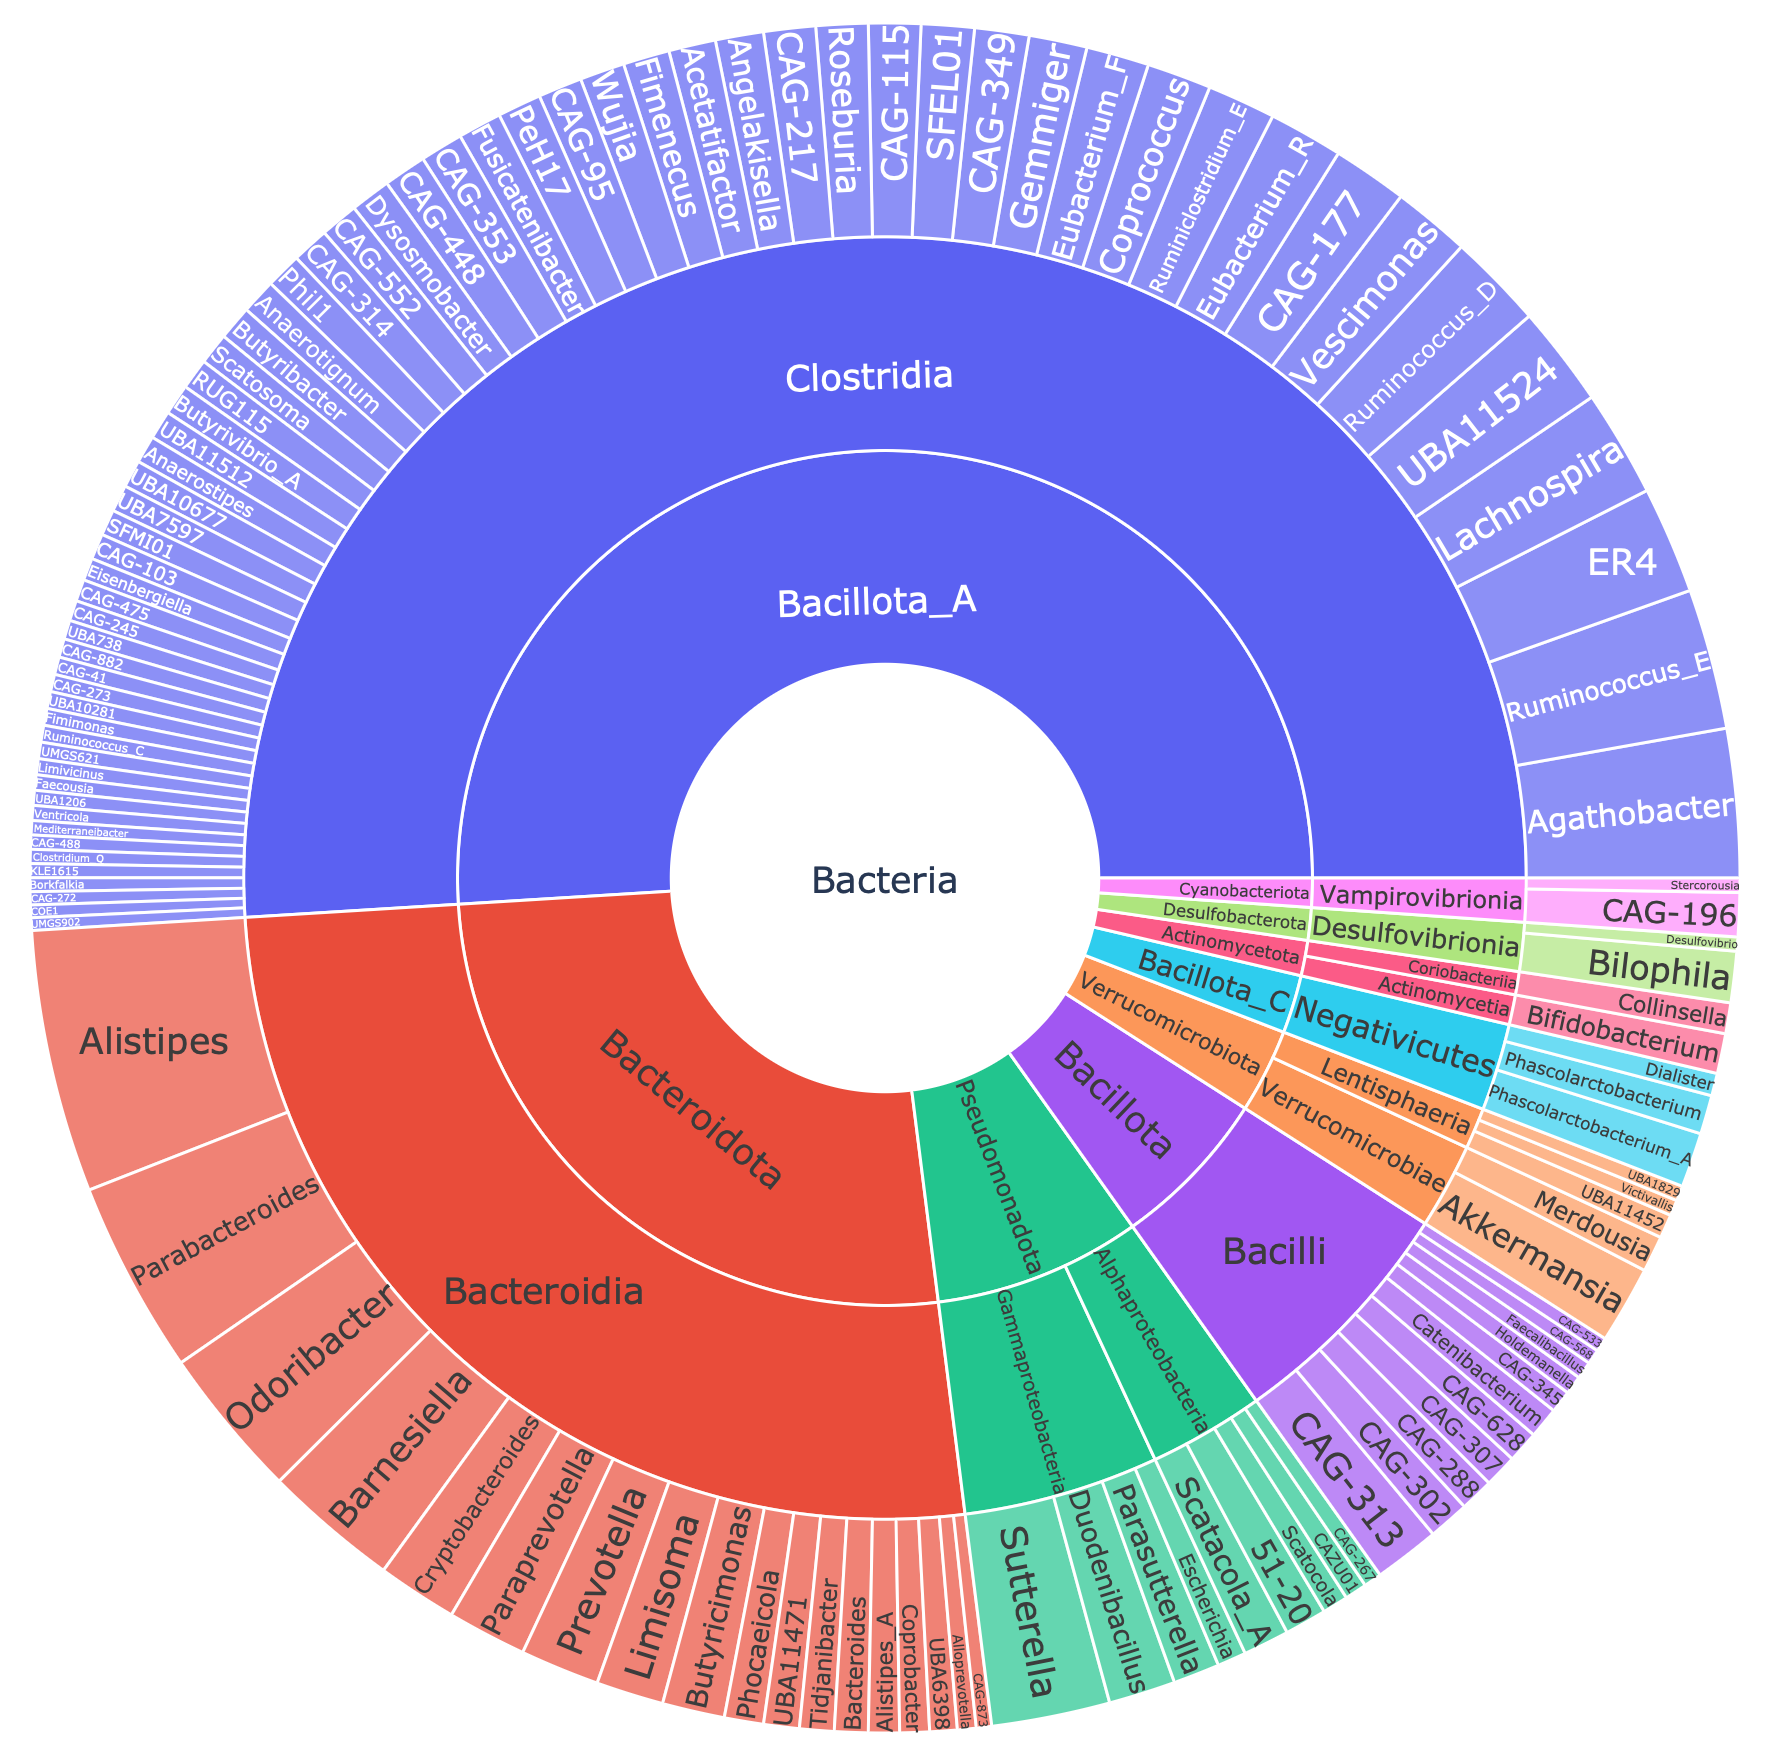 Bacteria
Bacillota_A
Clostridia
Agathobacter
Ruminococcus_E
ER4
Lachnospira
UBA11524
Ruminococcus_D
Vescimonas
CAG-177
Eubacterium_R
Ruminiclostridium_E
Coprococcus
Eubacterium_F
Gemmiger
CAG-349
SFEL01
CAG-115
Roseburia
CAG-217
Angelakisella
Acetatifactor
Fimenecus
Wujia
CAG-95
PeH17
Fusicatenibacter
CAG-353
CAG-448
Dysosmobacter
CAG-552
CAG-314
Phil1
Anaerotignum
Butyribacter
Scatosoma
RUG115
Butyrivibrio_A
UBA11512
Anaerostipes
UBA10677
UBA7597
SFMI01
CAG-103
Eisenbergiella
CAG-475
CAG-245
UBA738
CAG-882
CAG-41
CAG-273
UBA10281
Fimimonas
Ruminococcus_C
UMGS621
Limivicinus
Faecousia
UBA1206
Ventricola
Mediterraneibacter
CAG-488
Clostridium_Q
KLE1615
Borkfalkia
CAG-272
COE1
UMGS902
Bacteroidota
Bacteroidia
Alistipes
Parabacteroides
Odoribacter
Barnesiella
Cryptobacteroides
Paraprevotella
Prevotella
Limisoma
Butyricimonas
Phocaeicola
UBA11471
Tidjanibacter
Bacteroides
Alistipes_A
Coprobacter
UBA6398
Alloprevotella
CAG-873
Pseudomonadota
Gammaproteobacteria
Sutterella
Duodenibacillus
Parasutterella
Escherichia
Alphaproteobacteria
Scatacola_A
51-20
Scatocola
CAZU01
CAG-267
Bacillota
Bacilli
CAG-313
CAG-302
CAG-288
CAG-307
CAG-628
Catenibacterium
CAG-345
Holdemanella
Faecalibacillus
CAG-568
CAG-533
Verrucomicrobiota
Verrucomicrobiae
Akkermansia
Merdousia
Lentisphaeria
UBA11452
Victivallis
UBA1829
Bacillota_C
Negativicutes
Phascolarctobacterium_A
Phascolarctobacterium
Dialister
Actinomycetota
Actinomycetia
Bifidobacterium
Coriobacteriia
Collinsella
Desulfobacterota
Desulfovibrionia
Bilophila
Desulfovibrio
Cyanobacteriota
Vampirovibrionia
CAG-196
Stercorousia